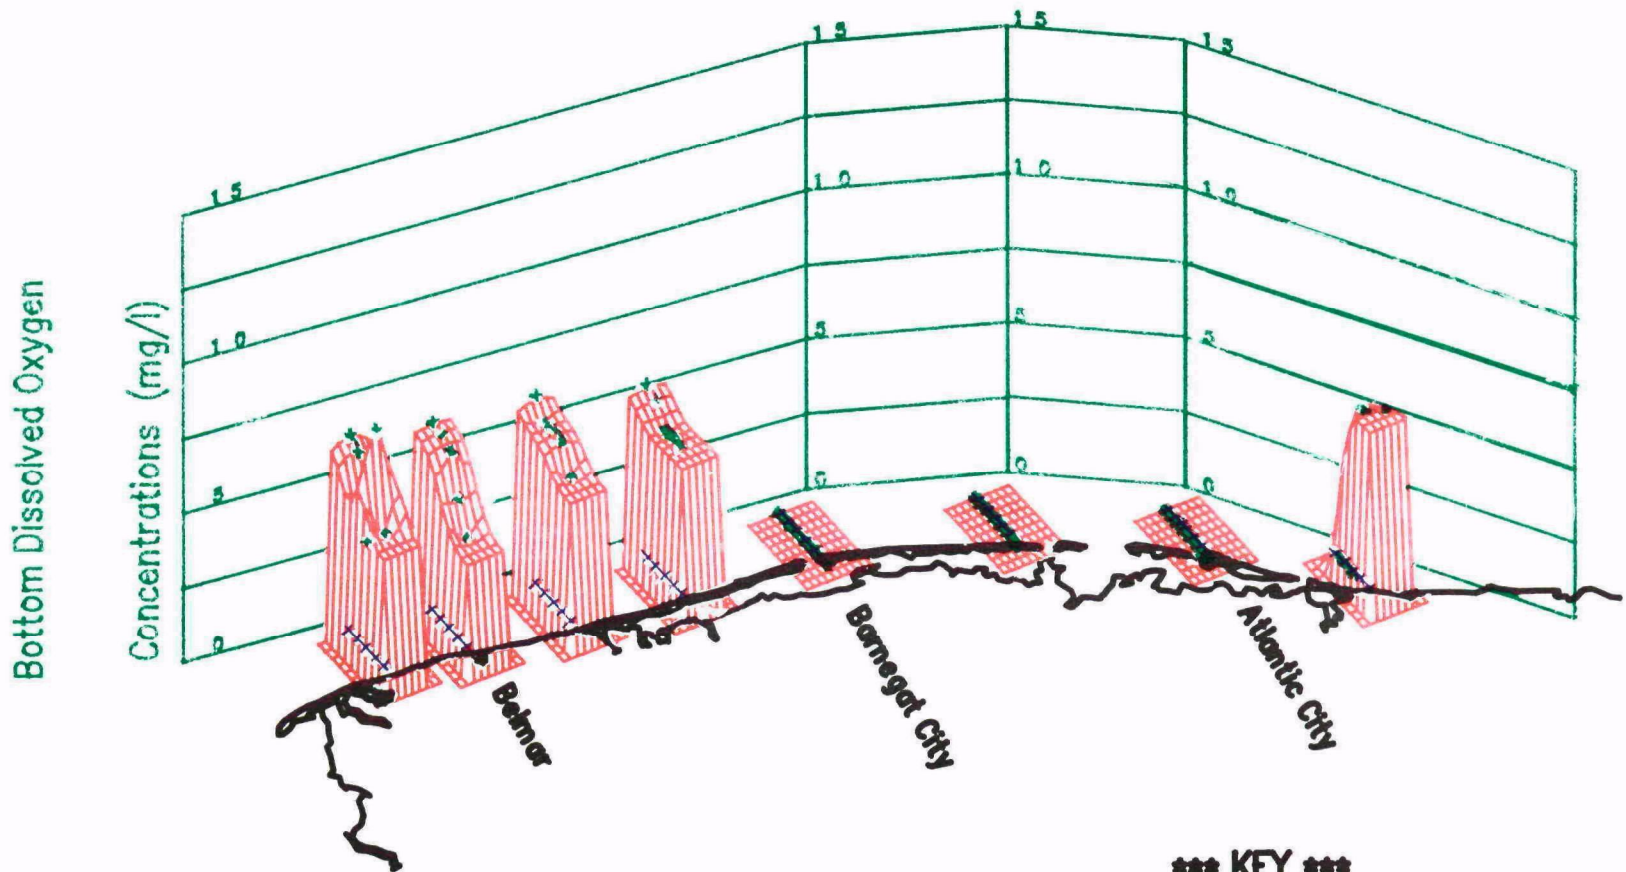 Bottom Dissolved Oxygen
Concentrations (mg/l)
15
10
5
0
15
10
5
0
15
10
5
0
15
10
5
0
Belmar
Barnegat City
Atlantic City
*** KEY ***